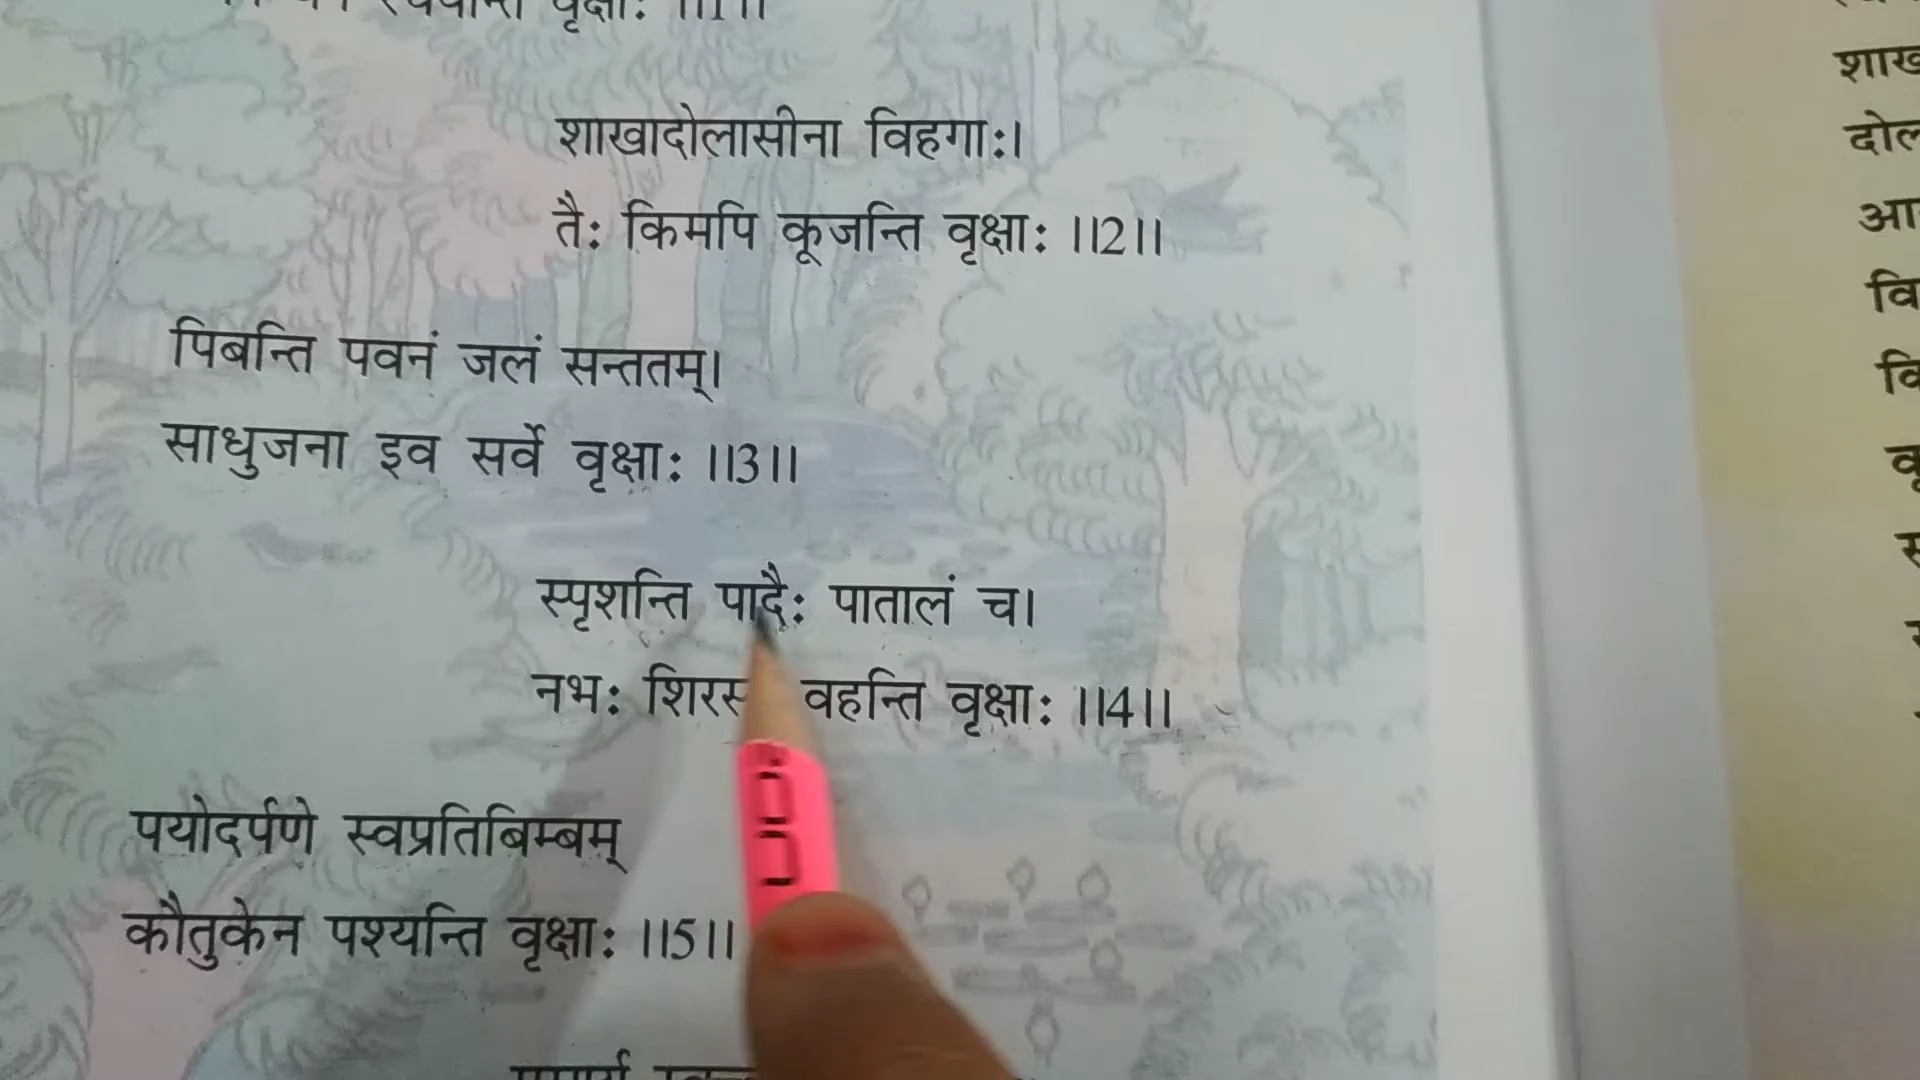 वृक्षाः ।।1।।
शाखादोलासीना विहगाः।
तैः किमपि कूजन्ति वृक्षाः ।।2।।
पिबन्ति पवनं जलं सन्ततम्।
साधुजना इव सर्वे वृक्षाः ।।3।।
स्पृशन्ति पादैः पातालं च।
नभः वहन्ति वृक्षाः ।।4।।
पयोदर्पणे स्वप्रतिबिम्बम्
कौतुकेन पश्यन्ति वृक्षाः ।।5।।